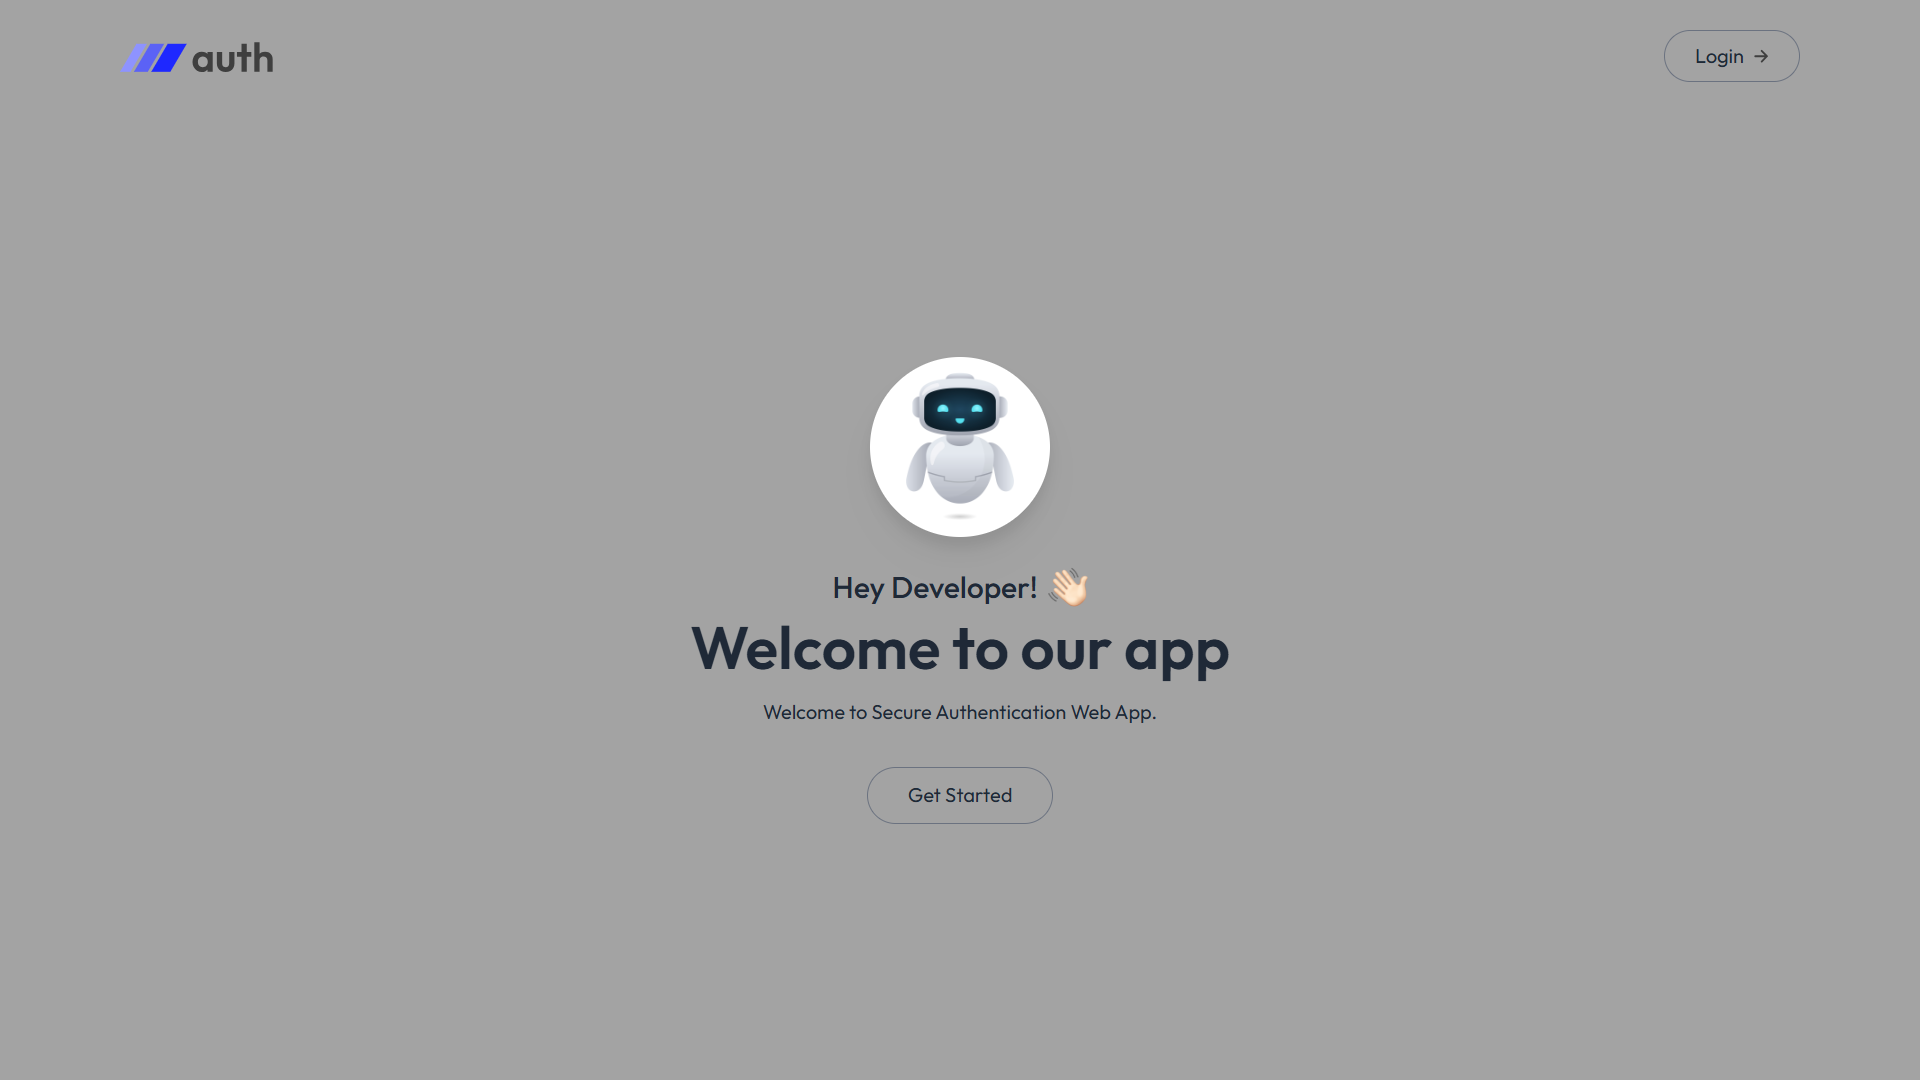 auth
Login →
Hey Developer! 👋🏻
Welcome to our app
Welcome to Secure Authentication Web App.
Get Started